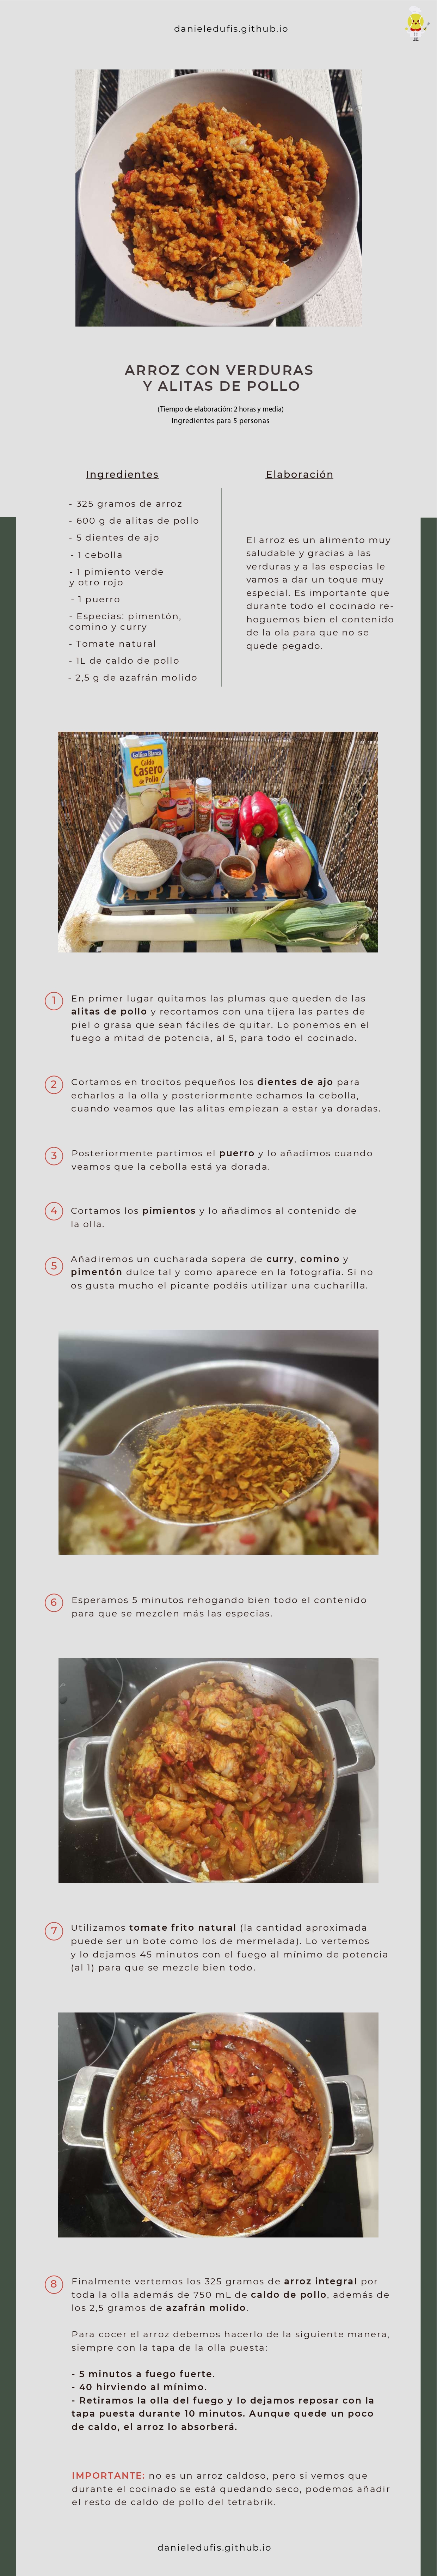 danieledufis.github.io
ARROZ CON VERDURAS
Y ALITAS DE POLLO
(Tiempo de elaboración: 2 horas y media)
Ingredientes para 5 personas
Ingredientes
- 325 gramos de arroz
- 600 g de alitas de pollo
- 5 dientes de ajo
- 1 cebolla
- 1 pimiento verde
y otro rojo
- 1 puerro
- Especias: pimentón,
comino y curry
- Tomate natural
- 1L de caldo de pollo
- 2,5 g de azafrán molido
Elaboración
El arroz es un alimento muy
saludable y gracias a las
verduras y a las especias le
vamos a dar un toque muy
especial. Es importante que
durante todo el cocinado re-
hoguemos bien el contenido
de la ola para que no se
quede pegado.
Gallina Blanca
Caldo
Casero
de Pollo
1 En primer lugar quitamos las plumas que queden de las
alitas de pollo y recortamos con una tijera las partes de
piel o grasa que sean fáciles de quitar. Lo ponemos en el
fuego a mitad de potencia, al 5, para todo el cocinado.
2 Cortamos en trocitos pequeños los dientes de ajo para
echarlos a la olla y posteriormente echamos la cebolla,
cuando veamos que las alitas empiezan a estar ya doradas.
3 Posteriormente partimos el puerro y lo añadimos cuando
veamos que la cebolla está ya dorada.
4 Cortamos los pimientos y lo añadimos al contenido de
la olla.
5 Añadiremos un cucharada sopera de curry, comino y
pimentón dulce tal y como aparece en la fotografía. Si no
os gusta mucho el picante podéis utilizar una cucharilla.
6 Esperamos 5 minutos rehogando bien todo el contenido
para que se mezclen más las especias.
7 Utilizamos tomate frito natural (la cantidad aproximada
puede ser un bote como los de mermelada). Lo vertemos
y lo dejamos 45 minutos con el fuego al mínimo de potencia
(al 1) para que se mezcle bien todo.
8 Finalmente vertemos los 325 gramos de arroz integral por
toda la olla además de 750 mL de caldo de pollo, además de
los 2,5 gramos de azafrán molido.
Para cocer el arroz debemos hacerlo de la siguiente manera,
siempre con la tapa de la olla puesta:
- 5 minutos a fuego fuerte.
- 40 hirviendo al mínimo.
- Retiramos la olla del fuego y lo dejamos reposar con la
tapa puesta durante 10 minutos. Aunque quede un poco
de caldo, el arroz lo absorberá.
IMPORTANTE: no es un arroz caldoso, pero si vemos que
durante el cocinado se está quedando seco, podemos añadir
el resto de caldo de pollo del tetrabrik.
danieledufis.github.io